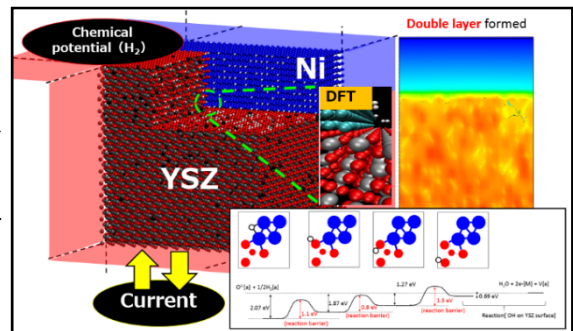 Chemical
potential (H₂)
Ni
Double layer formed
DFT
YSZ
Current
O²⁻(a) + 1/2H₂(a)
2.07 eV
1.1 eV
(reaction barrier)
1.87 eV
0.8 eV
(reaction barrier)
1.27 eV
1.3 eV
(reaction barrier)
0.69 eV
H₂O + 2e-(M) + V(a)
Reaction( OH on YSZ surface)